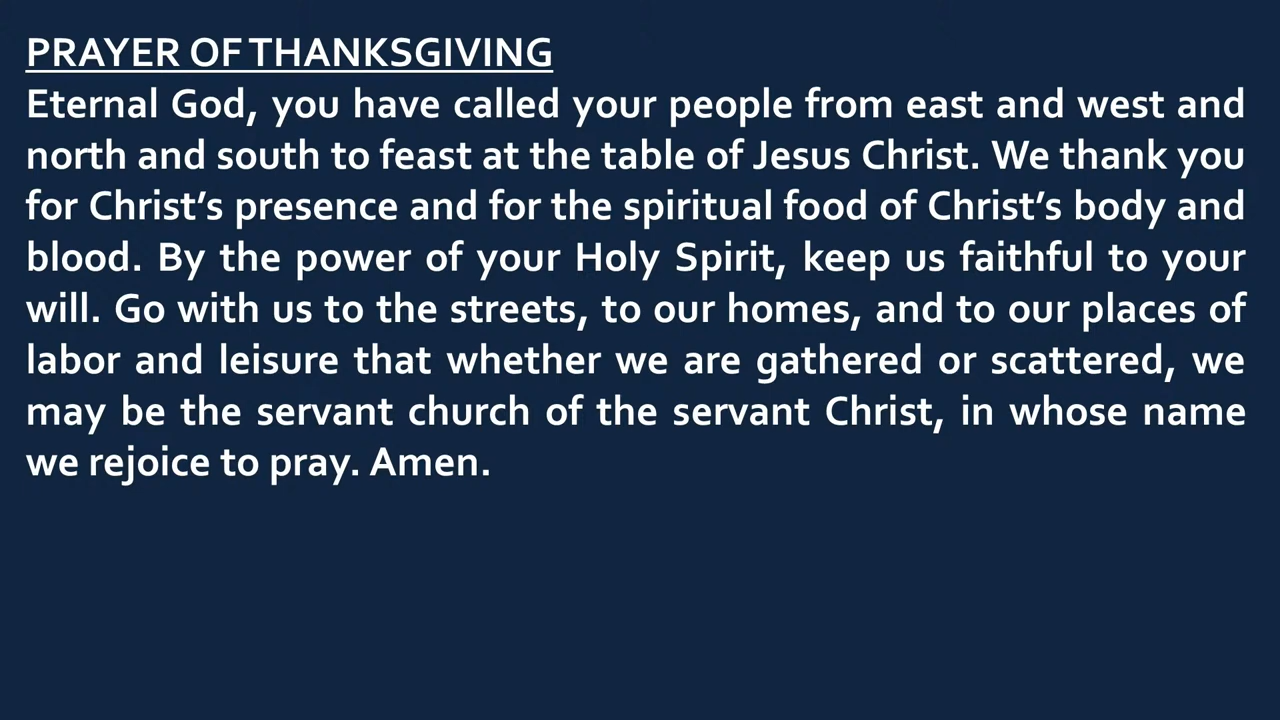 PRAYER OF THANKSGIVING
Eternal God, you have called your people from east and west and
north and south to feast at the table of Jesus Christ. We thank you
for Christ’s presence and for the spiritual food of Christ’s body and
blood. By the power of your Holy Spirit, keep us faithful to your
will. Go with us to the streets, to our homes, and to our places of
labor and leisure that whether we are gathered or scattered, we
may be the servant church of the servant Christ, in whose name
we rejoice to pray. Amen.